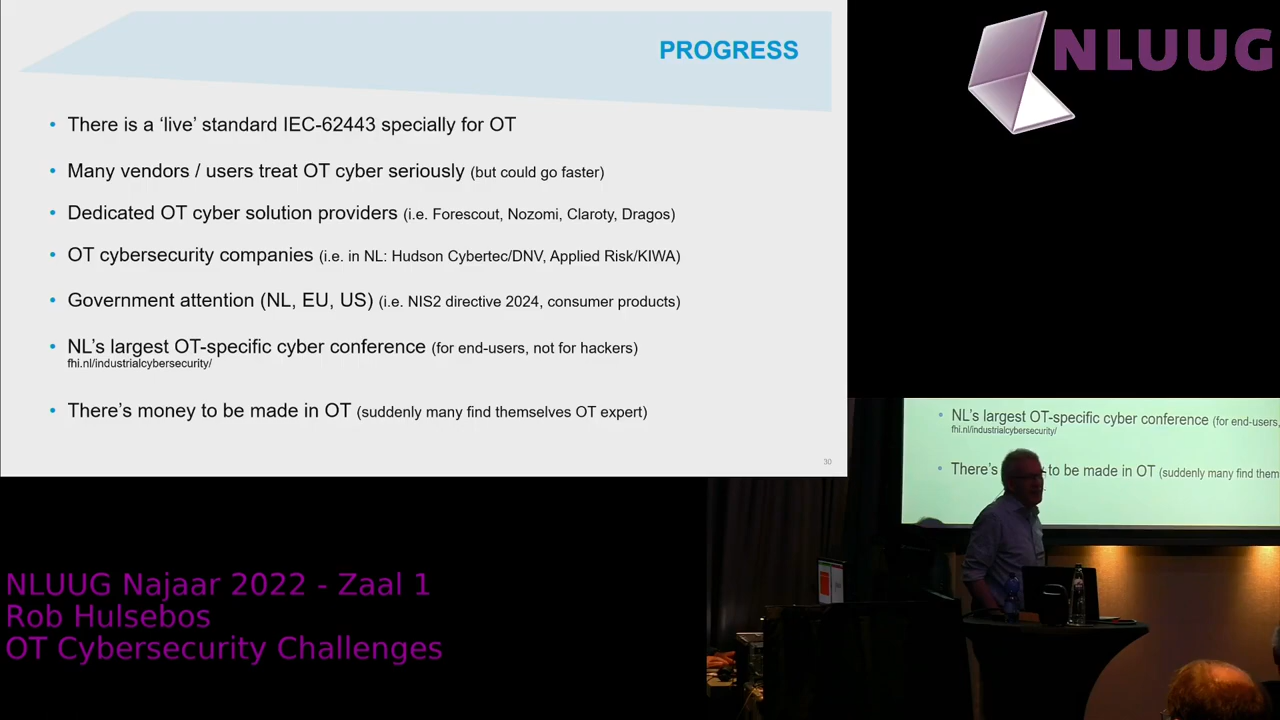 PROGRESS
• There is a ‘live’ standard IEC-62443 specially for OT
• Many vendors / users treat OT cyber seriously (but could go faster)
• Dedicated OT cyber solution providers (i.e. Forescout, Nozomi, Claroty, Dragos)
• OT cybersecurity companies (i.e. in NL: Hudson Cybertec/DNV, Applied Risk/KIWA)
• Government attention (NL, EU, US) (i.e. NIS2 directive 2024, consumer products)
• NL’s largest OT-specific cyber conference (for end-users, not for hackers)
fhi.nl/industrialcybersecurity/
• There’s money to be made in OT (suddenly many find themselves OT expert)
30
NLUUG
• NL’s largest OT-specific cyber conference (for end-users,
fhi.nl/industrialcybersecurity/
• There’s to be made in OT (suddenly many find them
NLUUG Najaar 2022 - Zaal 1
Rob Hulsebos
OT Cybersecurity Challenges